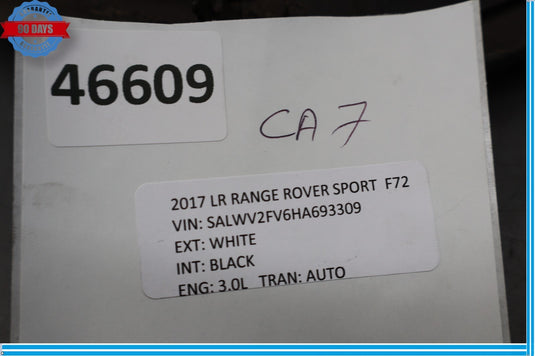 90 DAYS
46609
CA 7
2017 LR RANGE ROVER SPORT F72
VIN: SALWV2FV6HA693309
EXT: WHITE
INT: BLACK
ENG: 3.0L TRAN: AUTO